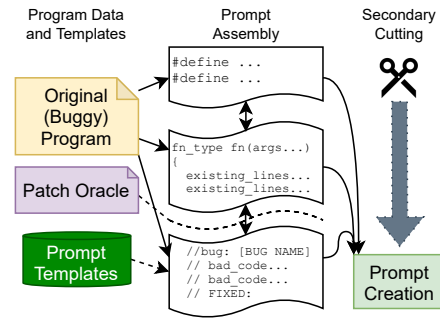 Program Data
and Templates
Prompt
Assembly
Secondary
Cutting
Original
(Buggy)
Program
Patch Oracle
Prompt
Templates
#define ...
#define ...
fn_type fn(args...)
{
existing_lines...
existing_lines...
//bug: [BUG NAME]
// bad_code...
// bad_code...
// FIXED:
Prompt
Creation